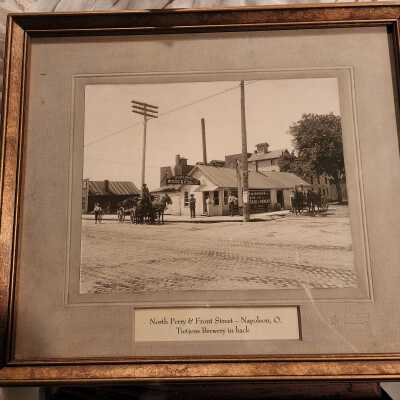 North Perry & Front Street - Napoleon, O.
Tietjens Brewery in back